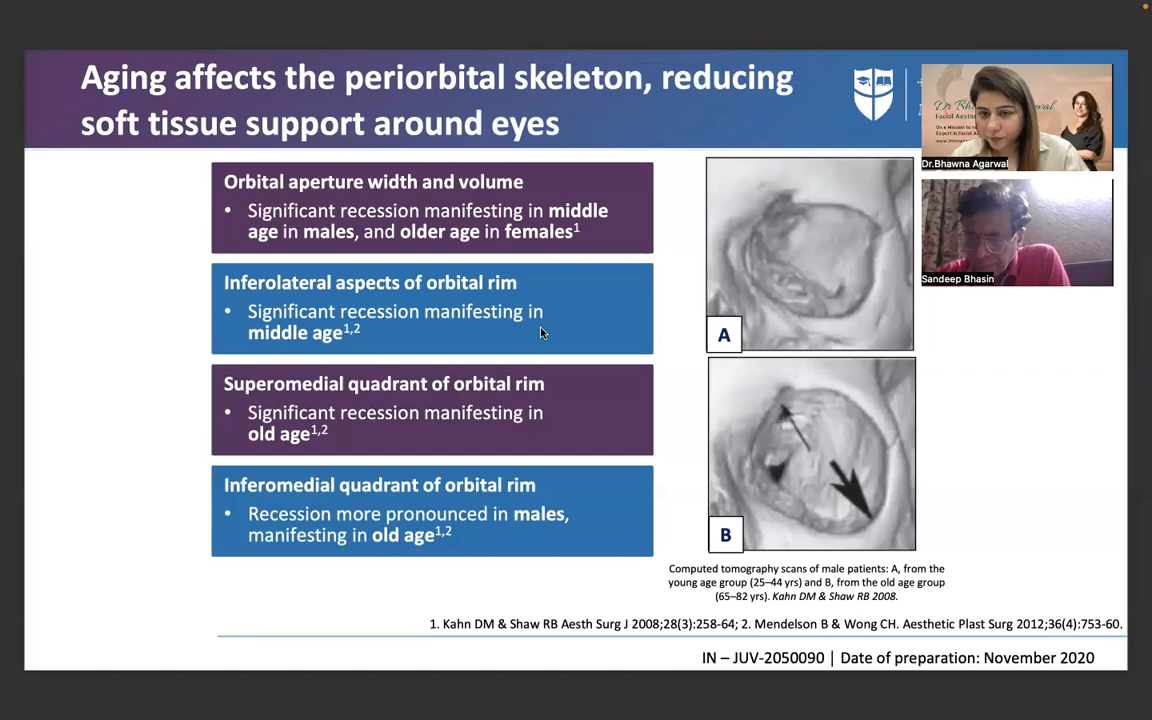 Aging affects the periorbital skeleton, reducing
soft tissue support around eyes
Orbital aperture width and volume
• Significant recession manifesting in middle
age in males, and older age in females1
Inferolateral aspects of orbital rim
• Significant recession manifesting in
middle age1,2
Superomedial quadrant of orbital rim
• Significant recession manifesting in
old age1,2
Inferomedial quadrant of orbital rim
• Recession more pronounced in males,
manifesting in old age1,2
A
B
Computed tomography scans of male patients: A, from the
young age group (25–44 yrs) and B, from the old age group
(65–82 yrs). Kahn DM & Shaw RB 2008.
1. Kahn DM & Shaw RB Aesth Surg J 2008;28(3):258-64; 2. Mendelson B & Wong CH. Aesthetic Plast Surg 2012;36(4):753-60.
IN – JUV-2050090 | Date of preparation: November 2020
Dr.Bhawna Agarwal
Sandeep Bhasin